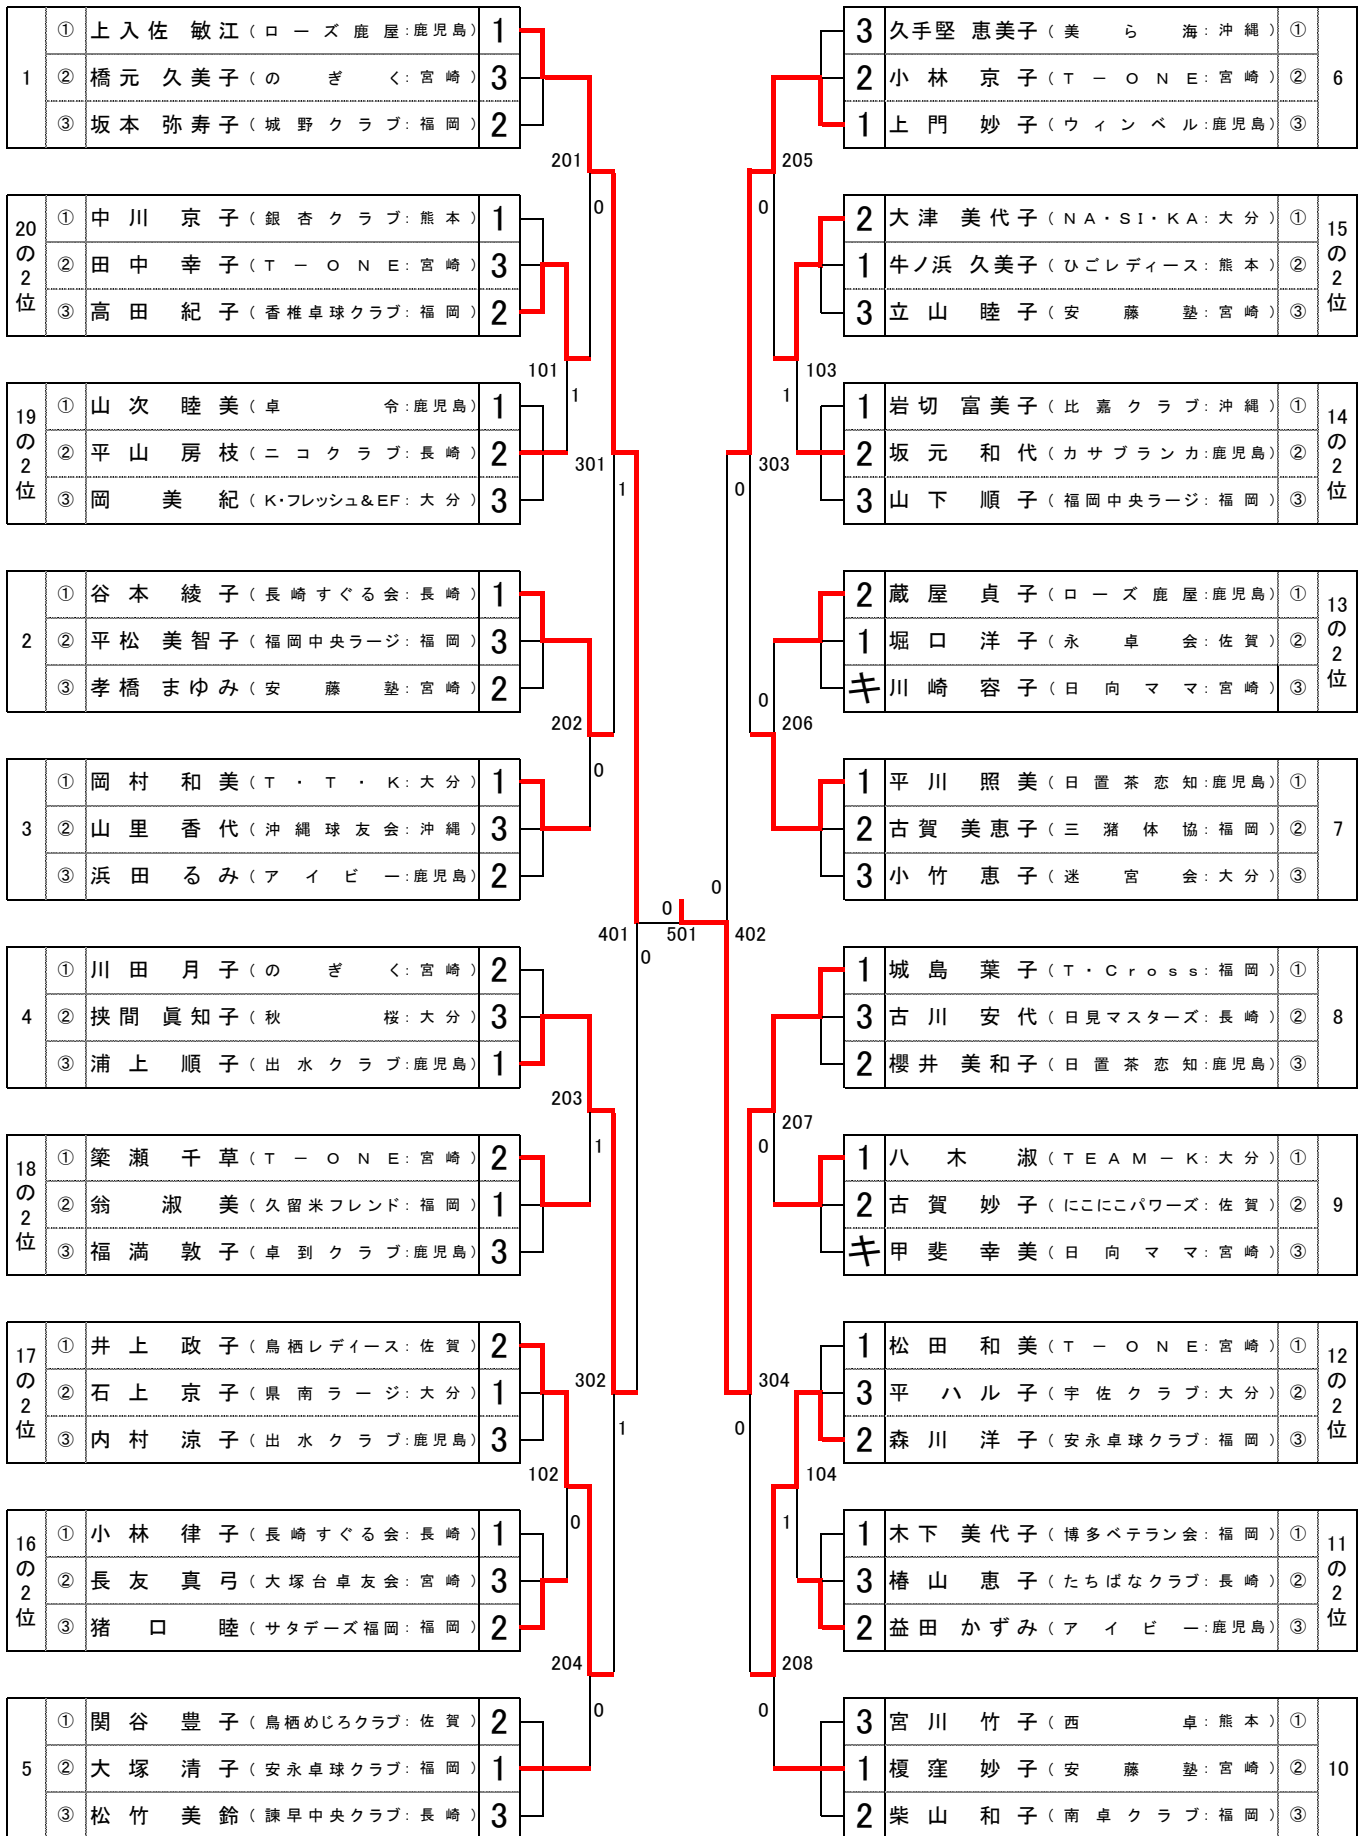 1
① 上入佐 敏江 (ローズ鹿屋:鹿児島) 1
② 橋元 久美子 (のぎく:宮崎) 3
③ 坂本 弥寿子 (城野クラブ:福岡) 2
201
0
20の2位
① 中川 京子 (銀杏クラブ:熊本) 1
② 田中 幸子 (T-ONE:宮崎) 3
③ 高田 紀子 (香椎卓球クラブ:福岡) 2
101
1
19の2位
① 山次 睦美 (卓令:鹿児島) 1
② 平山 房枝 (ニコクラブ:長崎) 2
③ 岡 美紀 (K・フレッシュ&EF:大分) 3
301
1
2
① 谷本 綾子 (長崎すぐる会:長崎) 1
② 平松 美智子 (福岡中央ラージ:福岡) 3
③ 孝橋 まゆみ (安藤塾:宮崎) 2
202
0
3
① 岡村 和美 (T・T・K:大分) 1
② 山里 香代 (沖縄球友会:沖縄) 3
③ 浜田 るみ (アイビー:鹿児島) 2
401
0
4
① 川田 月子 (のぎく:宮崎) 2
② 挟間 眞知子 (秋桜:大分) 3
③ 浦上 順子 (出水クラブ:鹿児島) 1
203
1
18の2位
① 簗瀬 千草 (T-ONE:宮崎) 2
② 翁 淑美 (久留米フレンド:福岡) 1
③ 福満 敦子 (卓到クラブ:鹿児島) 3
302
1
17の2位
① 井上 政子 (鳥栖レディース:佐賀) 2
② 石上 京子 (県南ラージ:大分) 1
③ 内村 涼子 (出水クラブ:鹿児島) 3
102
0
16の2位
① 小林 律子 (長崎すぐる会:長崎) 1
② 長友 真弓 (大塚台卓友会:宮崎) 3
③ 猪口 睦 (サタデーズ福岡:福岡) 2
204
0
5
① 関谷 豊子 (鳥栖めじろクラブ:佐賀) 2
② 大塚 清子 (安永卓球クラブ:福岡) 1
③ 松竹 美鈴 (諫早中央クラブ:長崎) 3
0
501
3 久手堅 恵美子 (美ら海:沖縄) ①
2 小林 京子 (T-ONE:宮崎) ②
1 上門 妙子 (ウィンベル:鹿児島) ③
6
205
0
2 大津 美代子 (NA・SI・KA:大分) ①
1 牛ノ浜 久美子 (ひごレディース:熊本) ②
3 立山 睦子 (安藤塾:宮崎) ③
15の2位
103
1
1 岩切 富美子 (比嘉クラブ:沖縄) ①
2 坂元 和代 (カサブランカ:鹿児島) ②
3 山下 順子 (福岡中央ラージ:福岡) ③
14の2位
303
0
2 蔵屋 貞子 (ローズ鹿屋:鹿児島) ①
1 堀口 洋子 (永卓会:佐賀) ②
キ 川崎 容子 (日向ママ:宮崎) ③
13の2位
0
206
1 平川 照美 (日置茶恋知:鹿児島) ①
2 古賀 美恵子 (三潴体協:福岡) ②
3 小竹 恵子 (迷宮会:大分) ③
7
0
402
1 城島 葉子 (T・Cross:福岡) ①
3 古川 安代 (日見マスターズ:長崎) ②
2 櫻井 美和子 (日置茶恋知:鹿児島) ③
8
207
0
1 八木 淑 (TEAM-K:大分) ①
2 古賀 妙子 (にこにこパワーズ:佐賀) ②
キ 甲斐 幸美 (日向ママ:宮崎) ③
9
304
0
1 松田 和美 (T-ONE:宮崎) ①
3 平 ハル子 (宇佐クラブ:大分) ②
2 森川 洋子 (安永卓球クラブ:福岡) ③
12の2位
104
1
1 木下 美代子 (博多ベテラン会:福岡) ①
3 椿山 恵子 (たちばなクラブ:長崎) ②
2 益田 かずみ (アイビー:鹿児島) ③
11の2位
208
0
3 宮川 竹子 (西卓:熊本) ①
1 榎窪 妙子 (安藤塾:宮崎) ②
2 柴山 和子 (南卓クラブ:福岡) ③
10